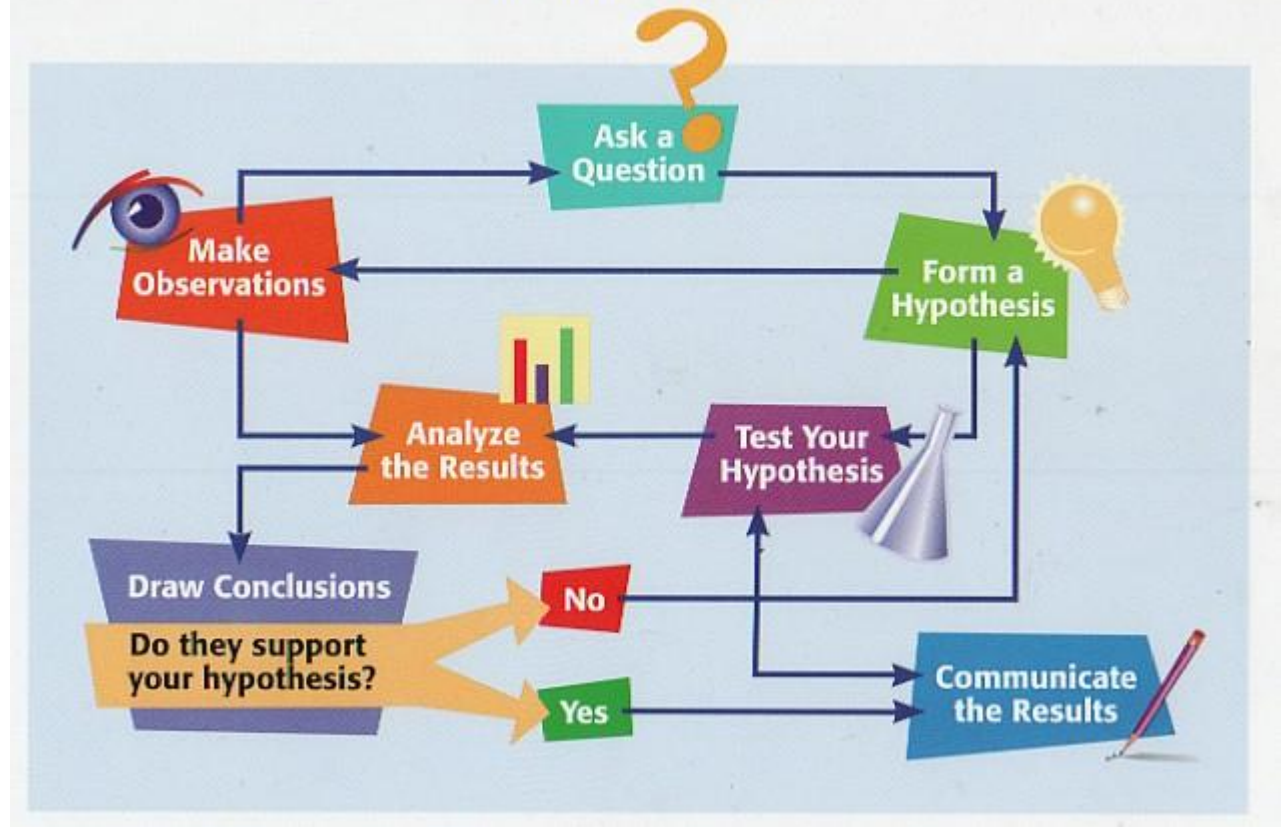 Ask a
Question
Make
Observations
Form a
Hypothesis
Analyze
the Results
Test Your
Hypothesis
Draw Conclusions
Do they support
your hypothesis?
No
Yes
Communicate
the Results